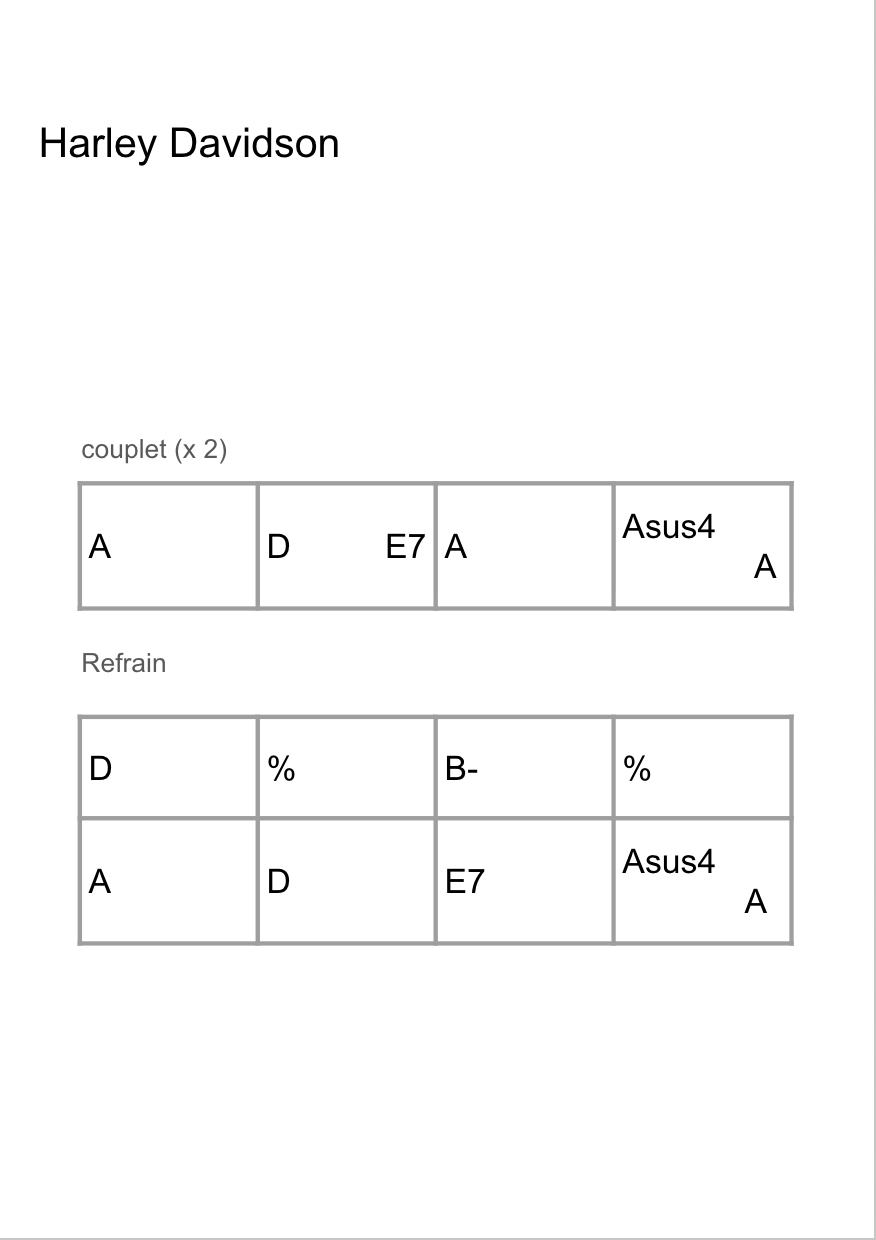 Harley Davidson
couplet (x 2)
A D E7 A Asus4 A
Refrain
D % B- %
A D E7 Asus4 A